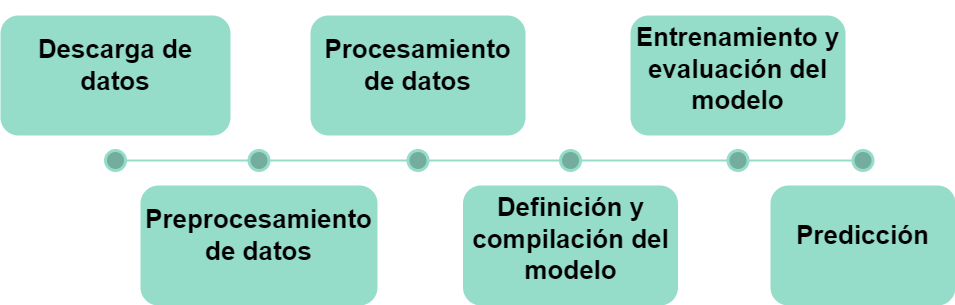 Descarga de
datos
Preprocesamiento
de datos
Procesamiento
de datos
Definición y
compilación del
modelo
Entrenamiento y
evaluación del
modelo
Predicción